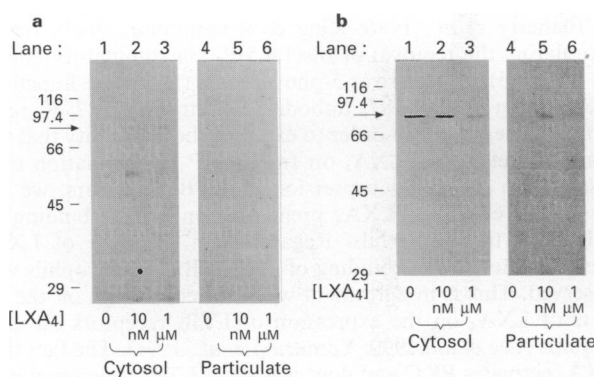 a
Lane : 1 2 3 4 5 6
116
97.4
66
45
29
[LXA₄] 0 10 1 0 10 1
nM µM nM µM
Cytosol Particulate
b
Lane : 1 2 3 4 5 6
116
97.4
66
45
29
[LXA₄] 0 10 1 0 10 1
nM µM nM µM
Cytosol Particulate